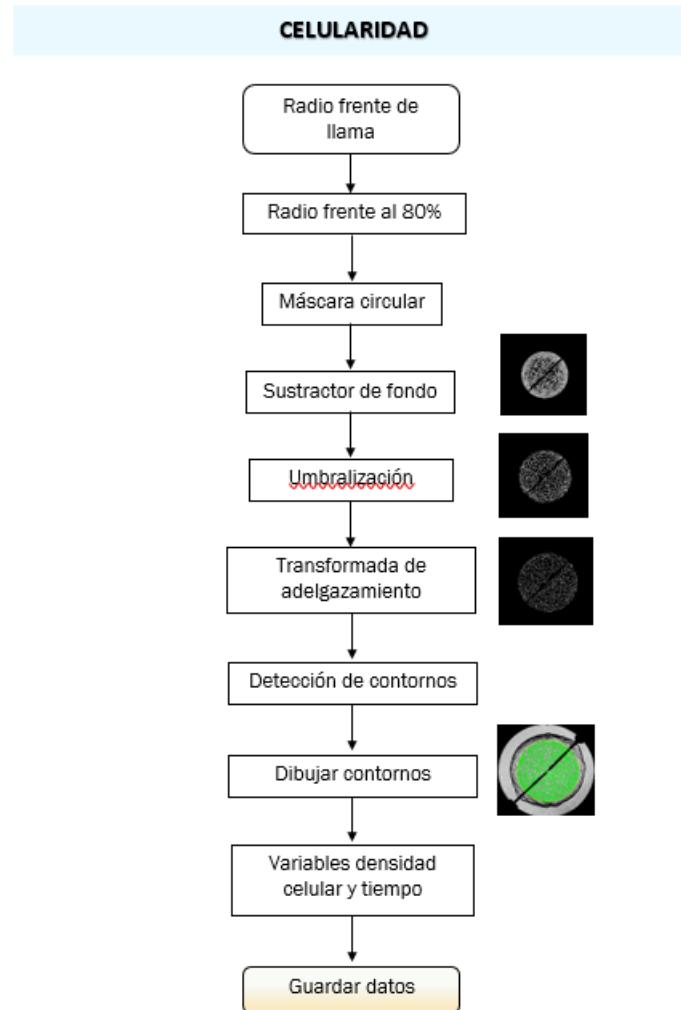 CELULARIDAD
Radio frente de
llama
Radio frente al 80%
Máscara circular
Sustractor de fondo
Umbralización
Transformada de
adelgazamiento
Detección de contornos
Dibujar contornos
Variables densidad
celular y tiempo
Guardar datos